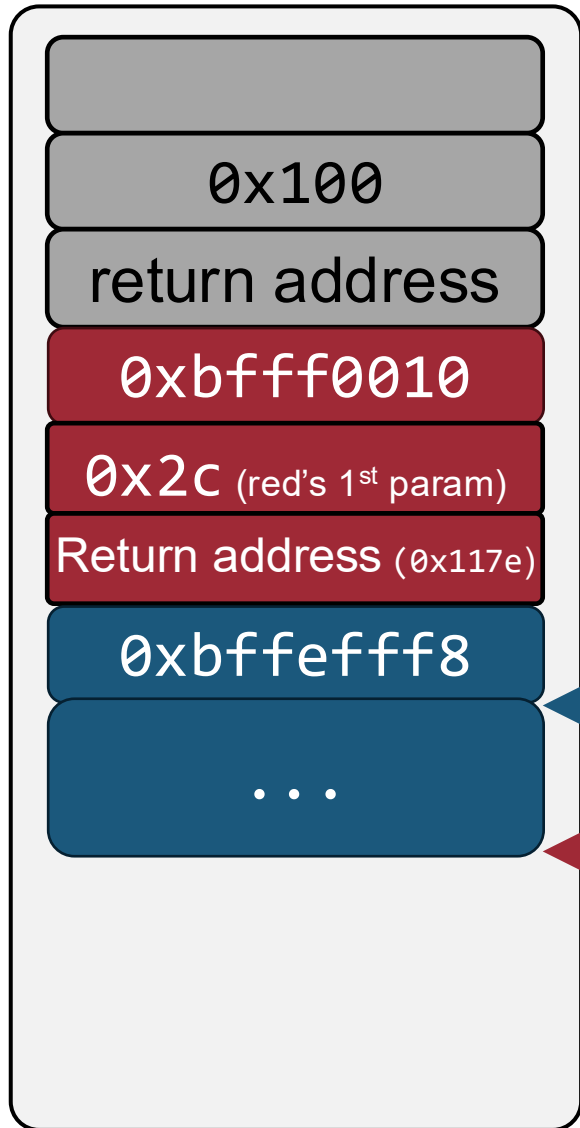 0x100
return address
0xbfff0010
0x2c (red's 1st param)
Return address (0x117e)
0xbffefff8
...